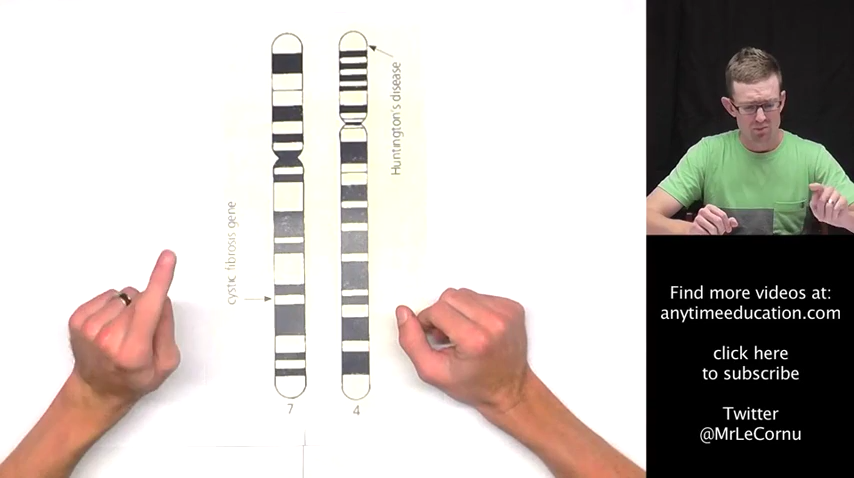 cystic fibrosis gene
Huntington's disease
7
4
Find more videos at:
anytimeeducation.com
click here
to subscribe
Twitter
@MrLeCornu